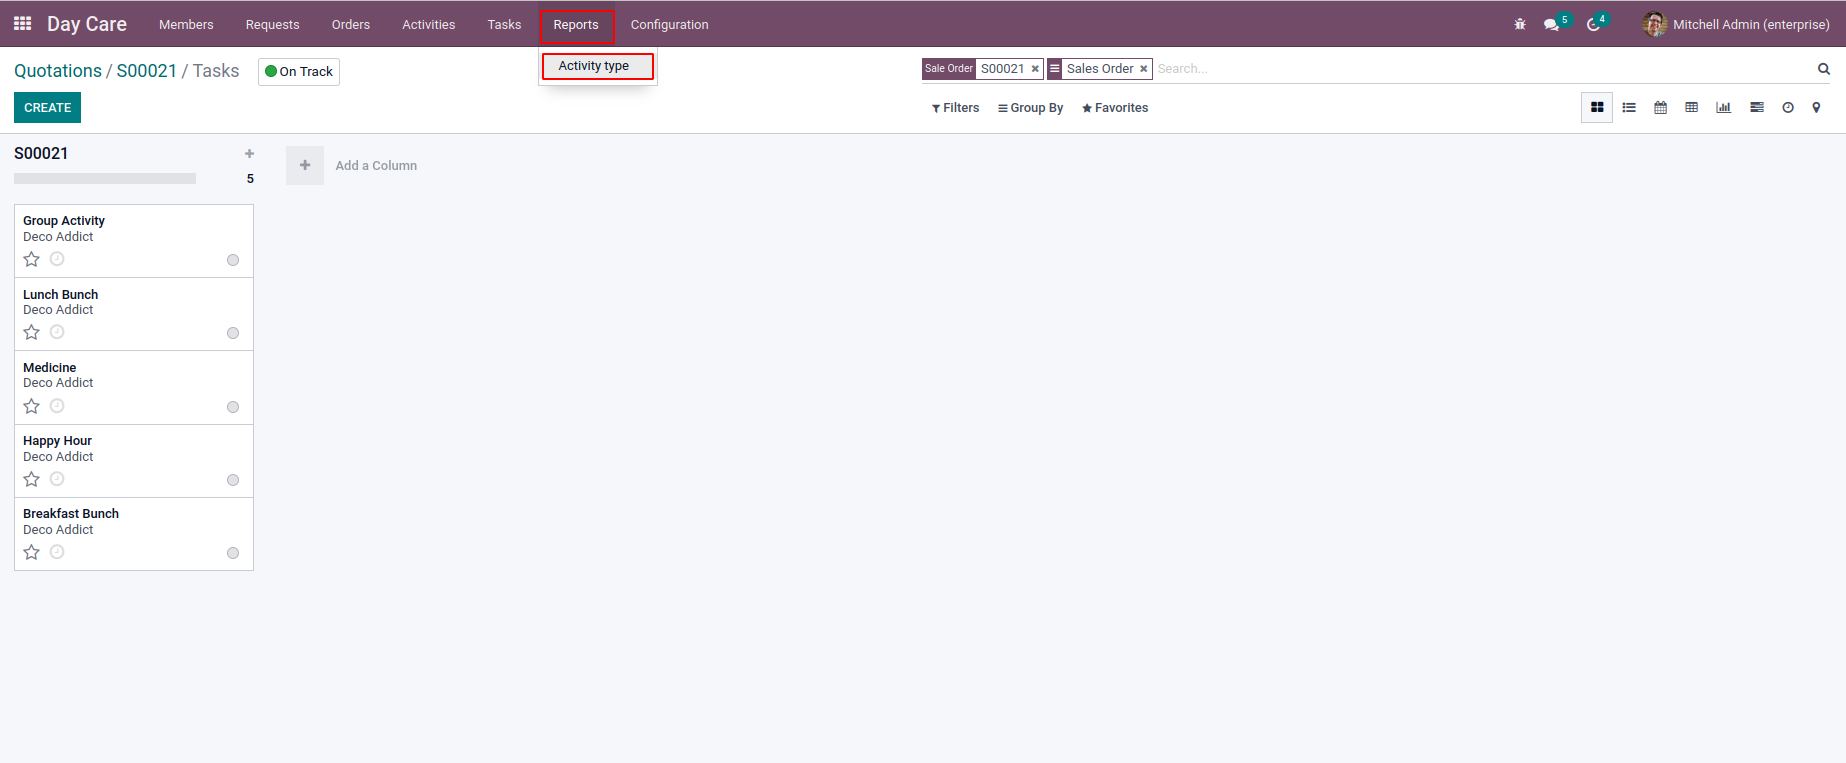 Day Care Members Requests Orders Activities Tasks Reports Configuration 5 4 Mitchell Admin (enterprise)
Activity type
Quotations / S00021 / Tasks On Track
Sale Order S00021 × Sales Order × Search...
CREATE
Filters Group By Favorites
S00021 +
5
+ Add a Column
Group Activity
Deco Addict
Lunch Bunch
Deco Addict
Medicine
Deco Addict
Happy Hour
Deco Addict
Breakfast Bunch
Deco Addict